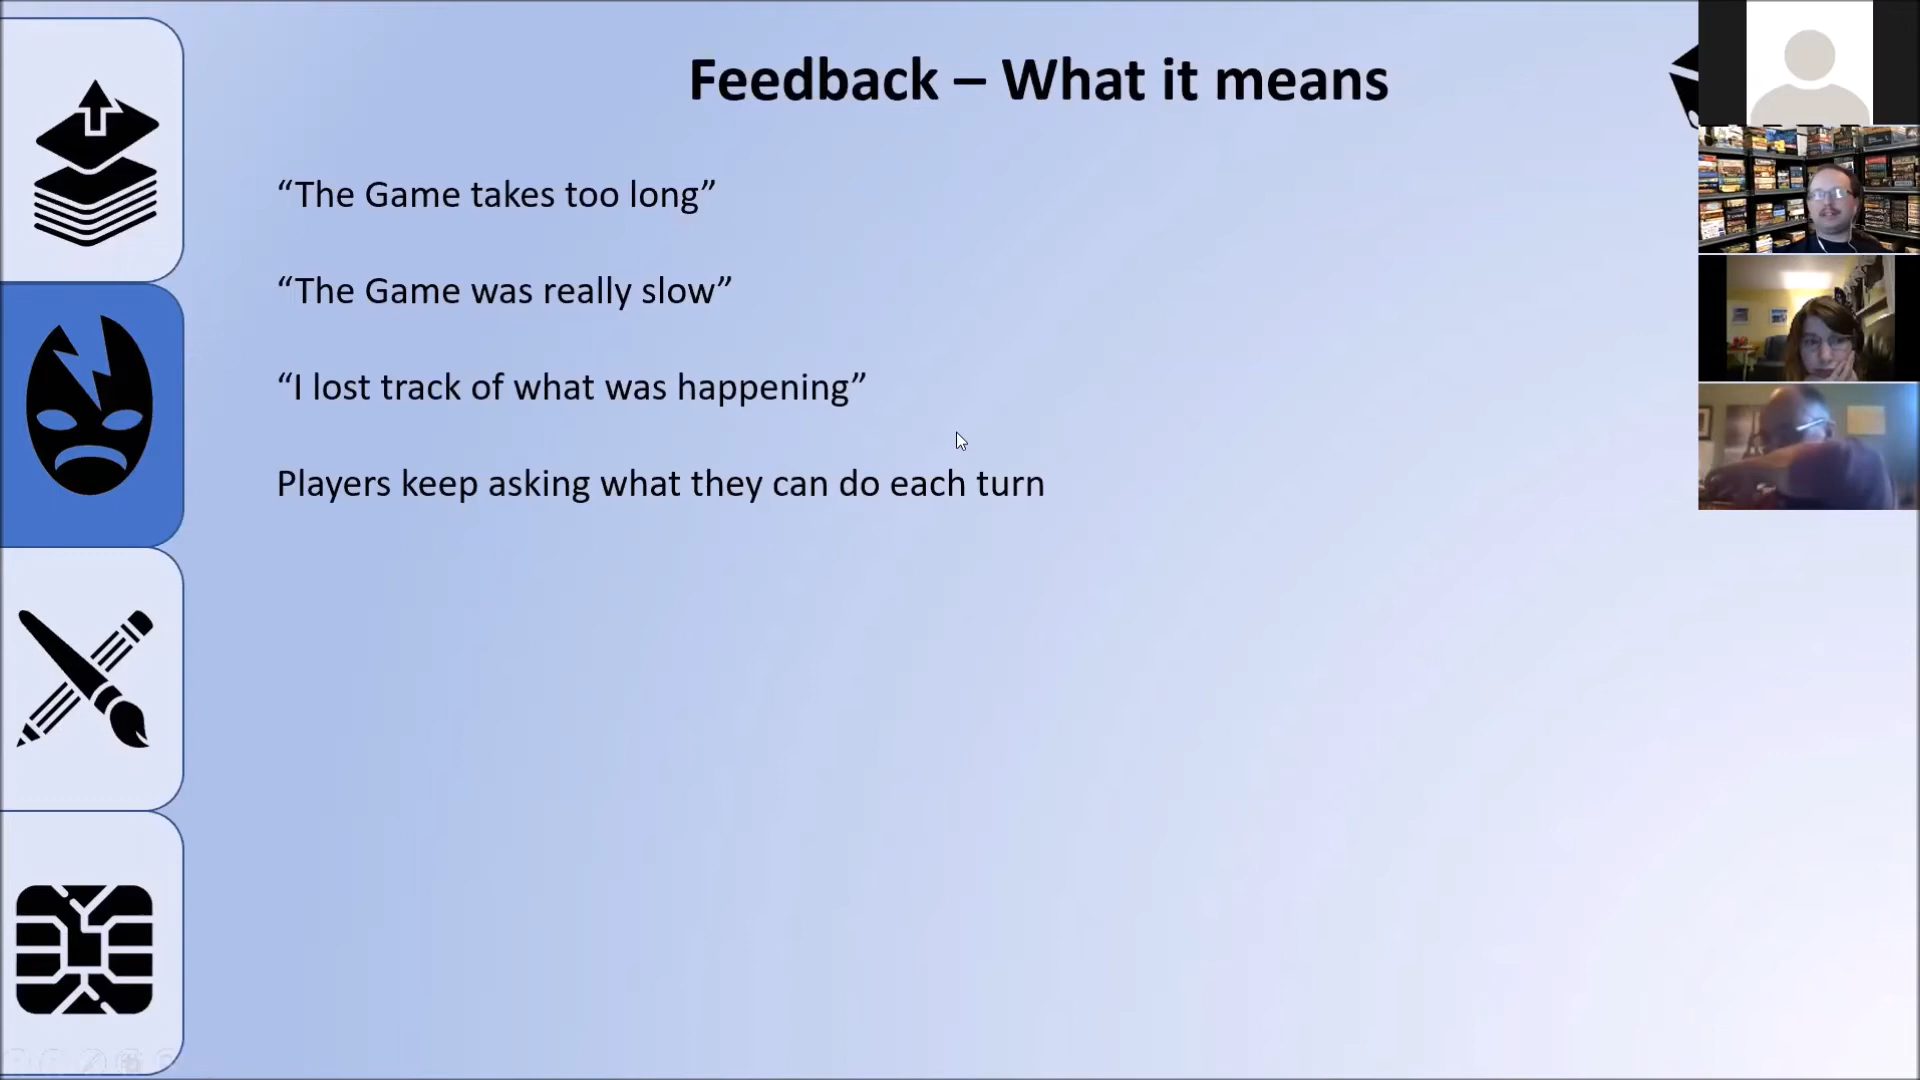 Feedback – What it means
“The Game takes too long”
“The Game was really slow”
“I lost track of what was happening”
Players keep asking what they can do each turn